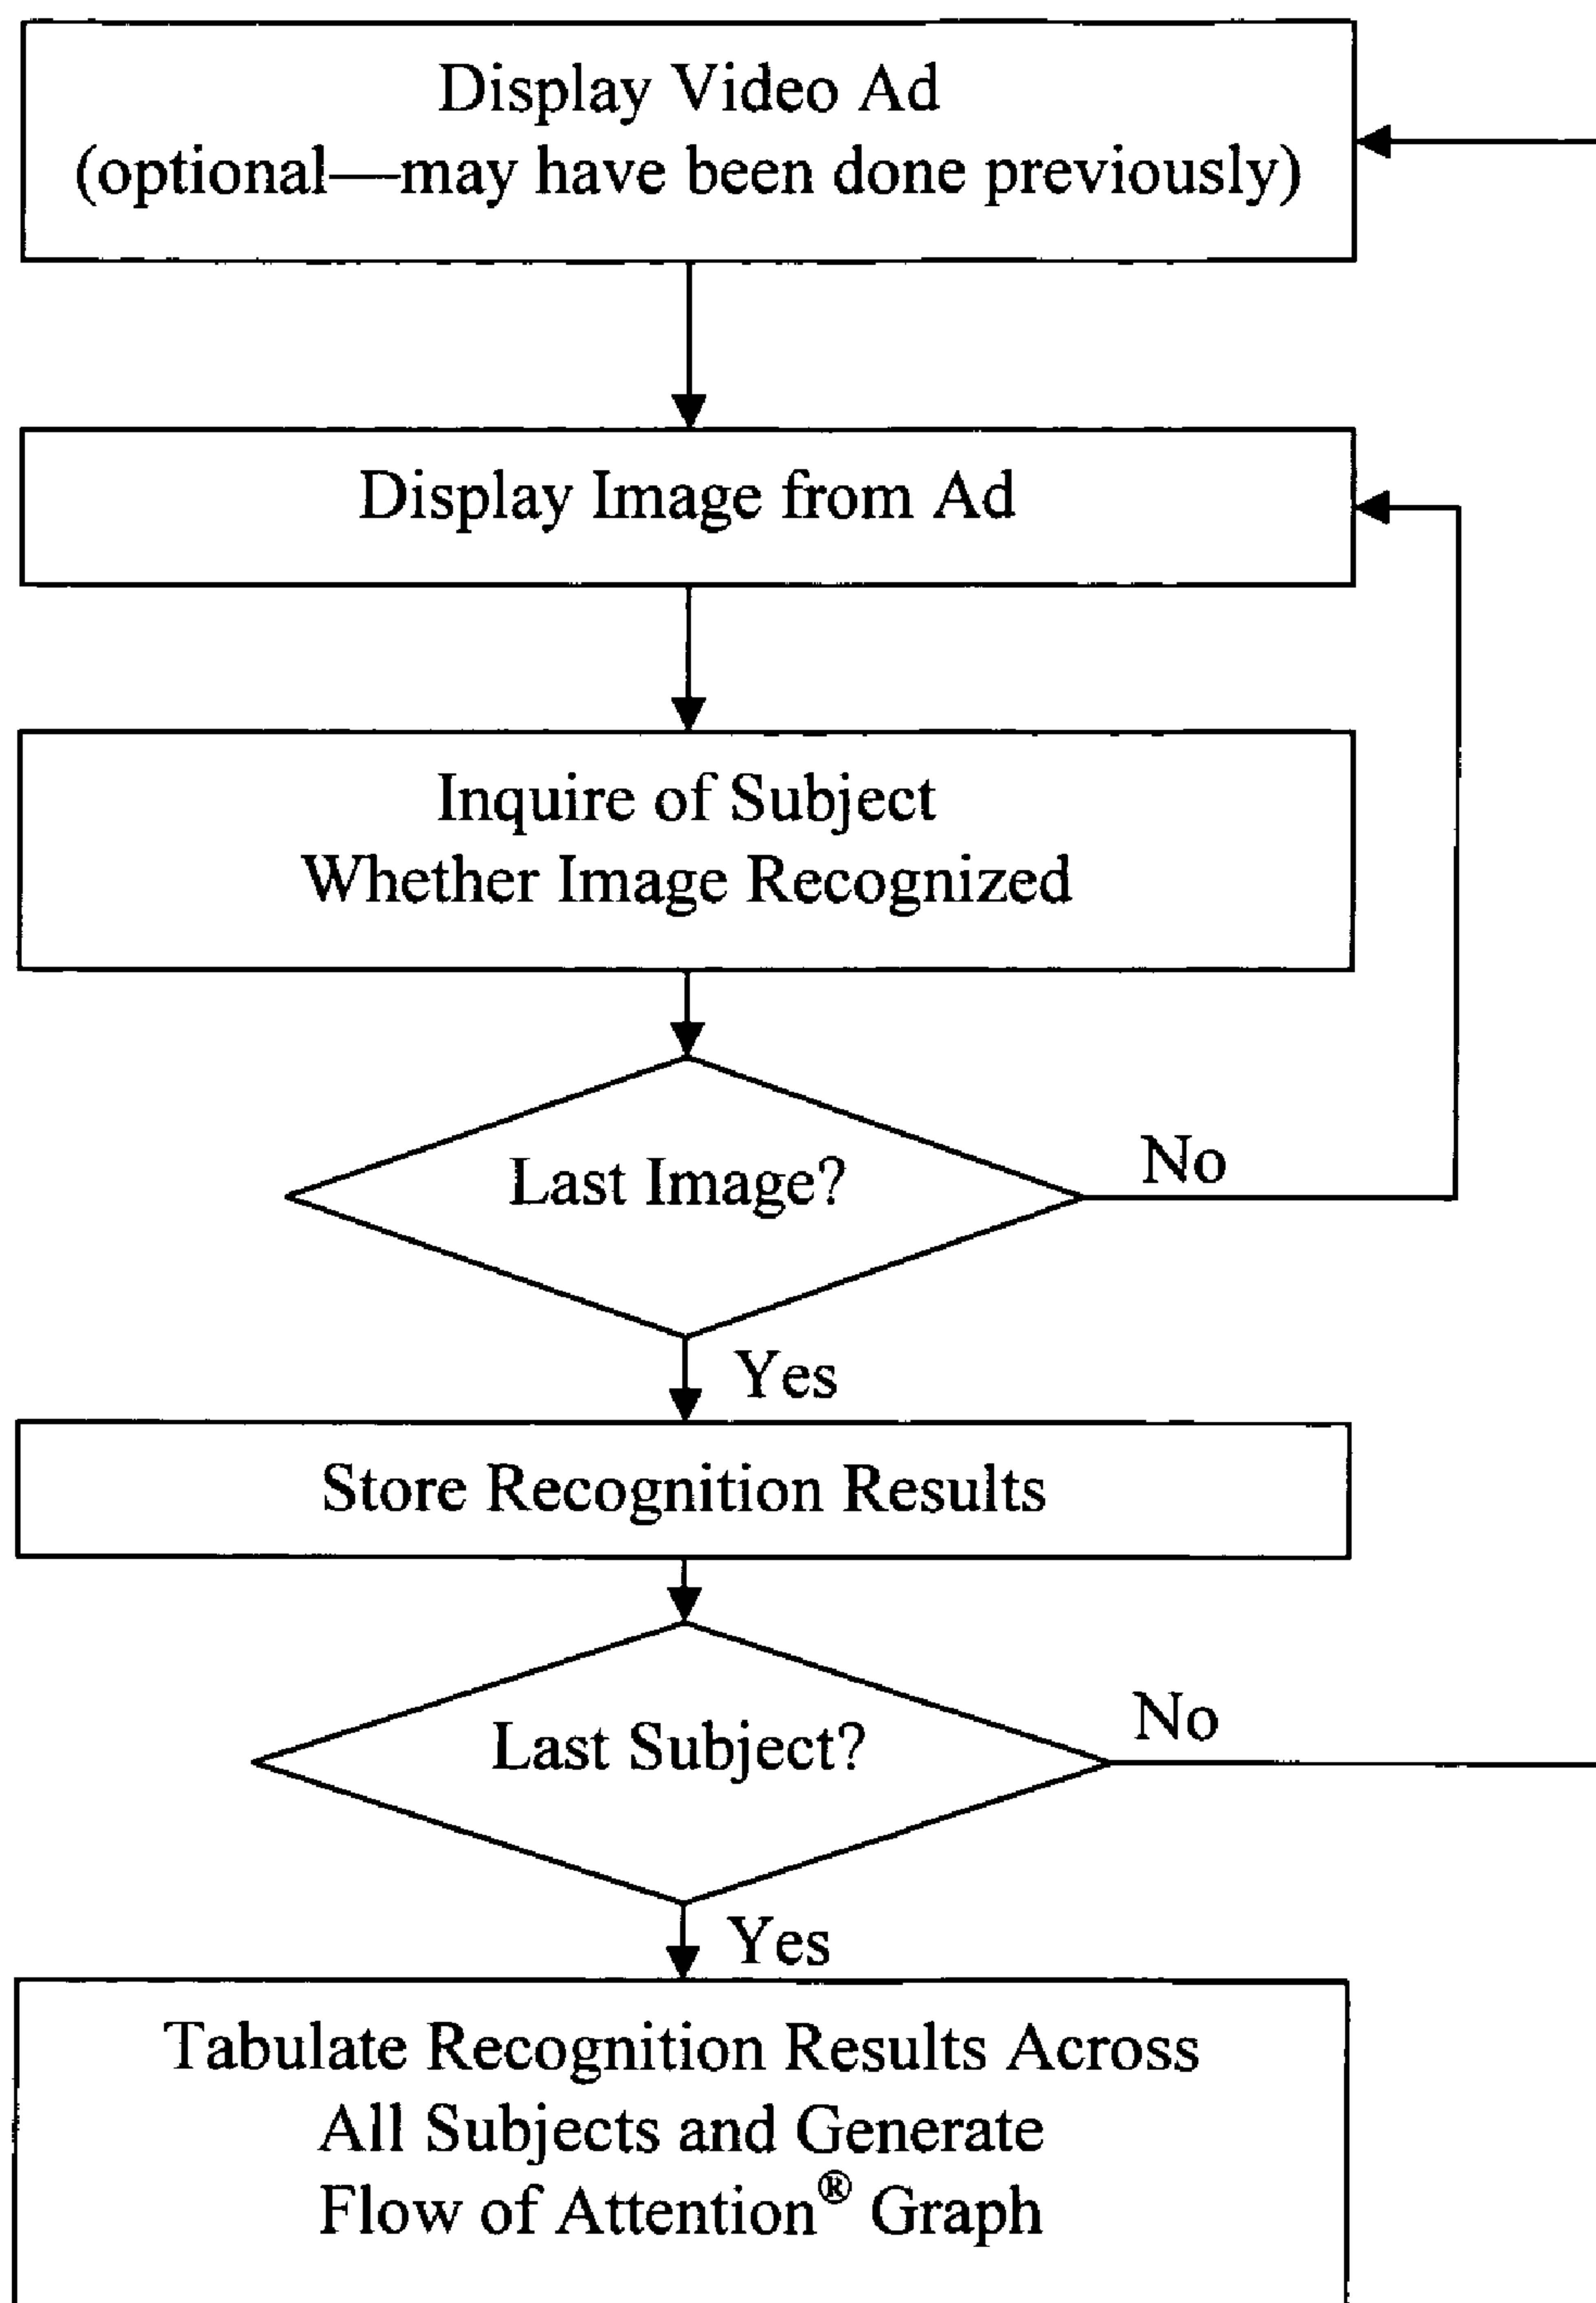 Display Video Ad
(optional—may have been done previously)
Display Image from Ad
Inquire of Subject
Whether Image Recognized
Last Image?
No
Yes
Store Recognition Results
Last Subject?
No
Yes
Tabulate Recognition Results Across
All Subjects and Generate
Flow of Attention® Graph